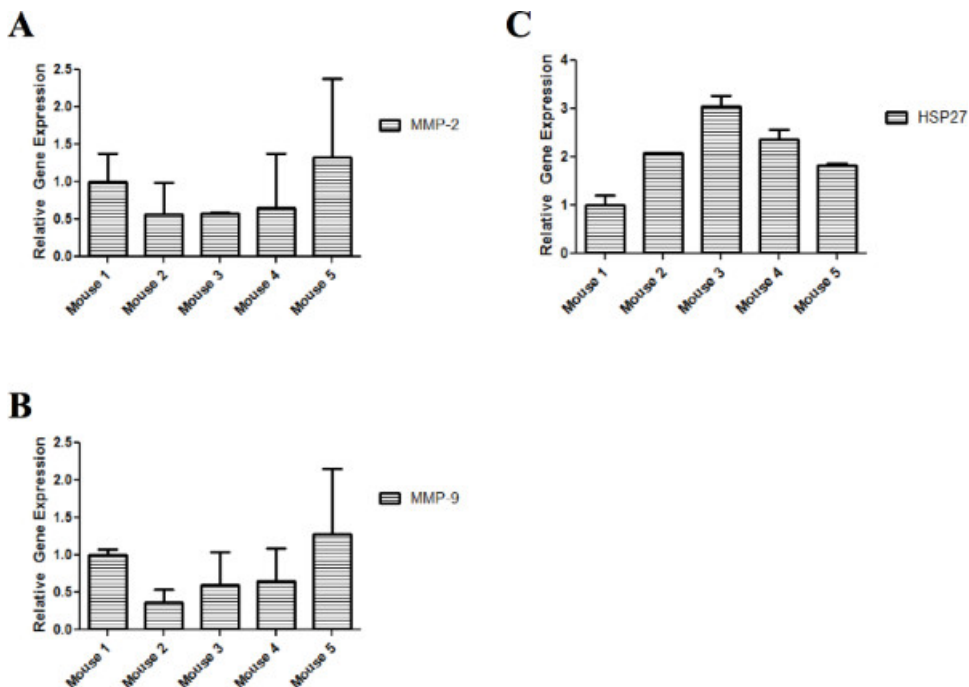 A
Relative Gene Expression
2.5
2.0
1.5
1.0
0.5
0.0
Mouse 1
Mouse 2
Mouse 3
Mouse 4
Mouse 5
MMP-2
C
Relative Gene Expression
4
3
2
1
0
Mouse 1
Mouse 2
Mouse 3
Mouse 4
Mouse 5
HSP27
B
Relative Gene Expression
2.5
2.0
1.5
1.0
0.5
0.0
Mouse 1
Mouse 2
Mouse 3
Mouse 4
Mouse 5
MMP-9